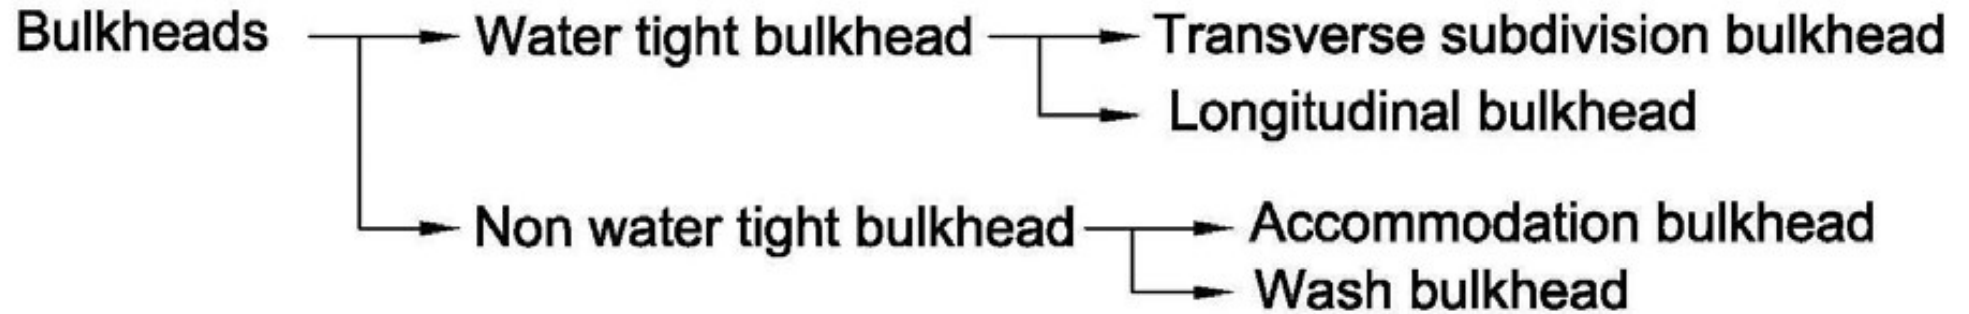 Bulkheads
Water tight bulkhead
Transverse subdivision bulkhead
Longitudinal bulkhead
Non water tight bulkhead
Accommodation bulkhead
Wash bulkhead